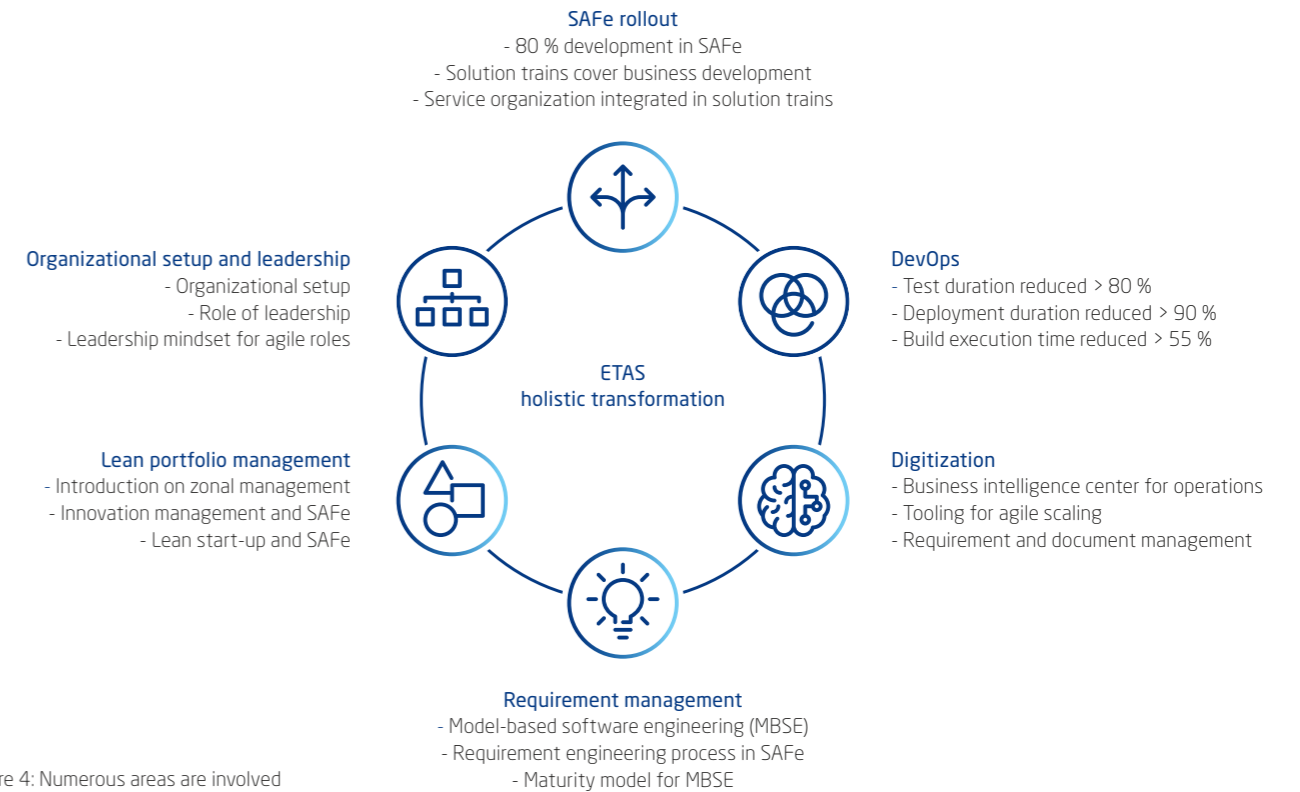 SAFe rollout
- 80 % development in SAFe
- Solution trains cover business development
- Service organization integrated in solution trains
Organizational setup and leadership
- Organizational setup
- Role of leadership
- Leadership mindset for agile roles
DevOps
- Test duration reduced > 80 %
- Deployment duration reduced > 90 %
- Build execution time reduced > 55 %
ETAS
holistic transformation
Lean portfolio management
- Introduction on zonal management
- Innovation management and SAFe
- Lean start-up and SAFe
Digitization
- Business intelligence center for operations
- Tooling for agile scaling
- Requirement and document management
Requirement management
- Model-based software engineering (MBSE)
- Requirement engineering process in SAFe
- Maturity model for MBSE
re 4: Numerous areas are involved